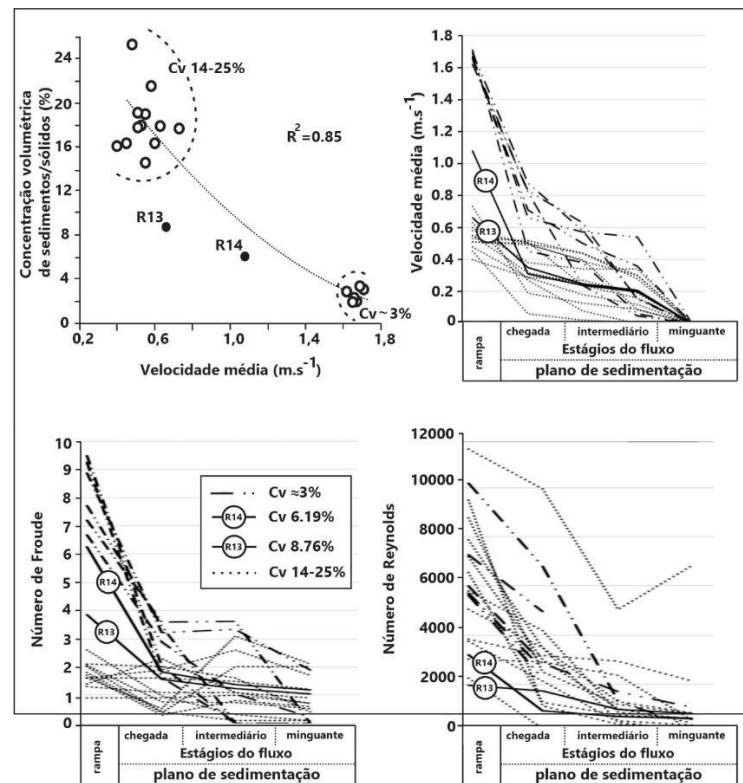 Concentração volumétrica
de sedimentos/sólidos (%)
26
24
20
16
12
8
4
2
0
Cv 14-25%
R²=0.85
R13
R14
Cv~3%
0,2
0,6
1,0
1,4
1,8
Velocidade média (m.s⁻¹)
Velocidade média (m.s⁻¹)
1.8
1.6
1.4
1.2
1.0
0.8
0.6
0.4
0.2
0
R14
R13
rampa
chegada
intermediário
minguante
Estágios do fluxo
plano de sedimentação
Número de Froude
10
9
8
7
6
5
4
3
2
1
0
R14
R13
Cv ≈3%
R14 Cv 6.19%
R13 Cv 8.76%
Cv 14-25%
rampa
chegada
intermediário
minguante
Estágios do fluxo
plano de sedimentação
Número de Reynolds
12000
10000
8000
6000
4000
2000
0
R14
R13
rampa
chegada
intermediário
minguante
Estágios do fluxo
plano de sedimentação